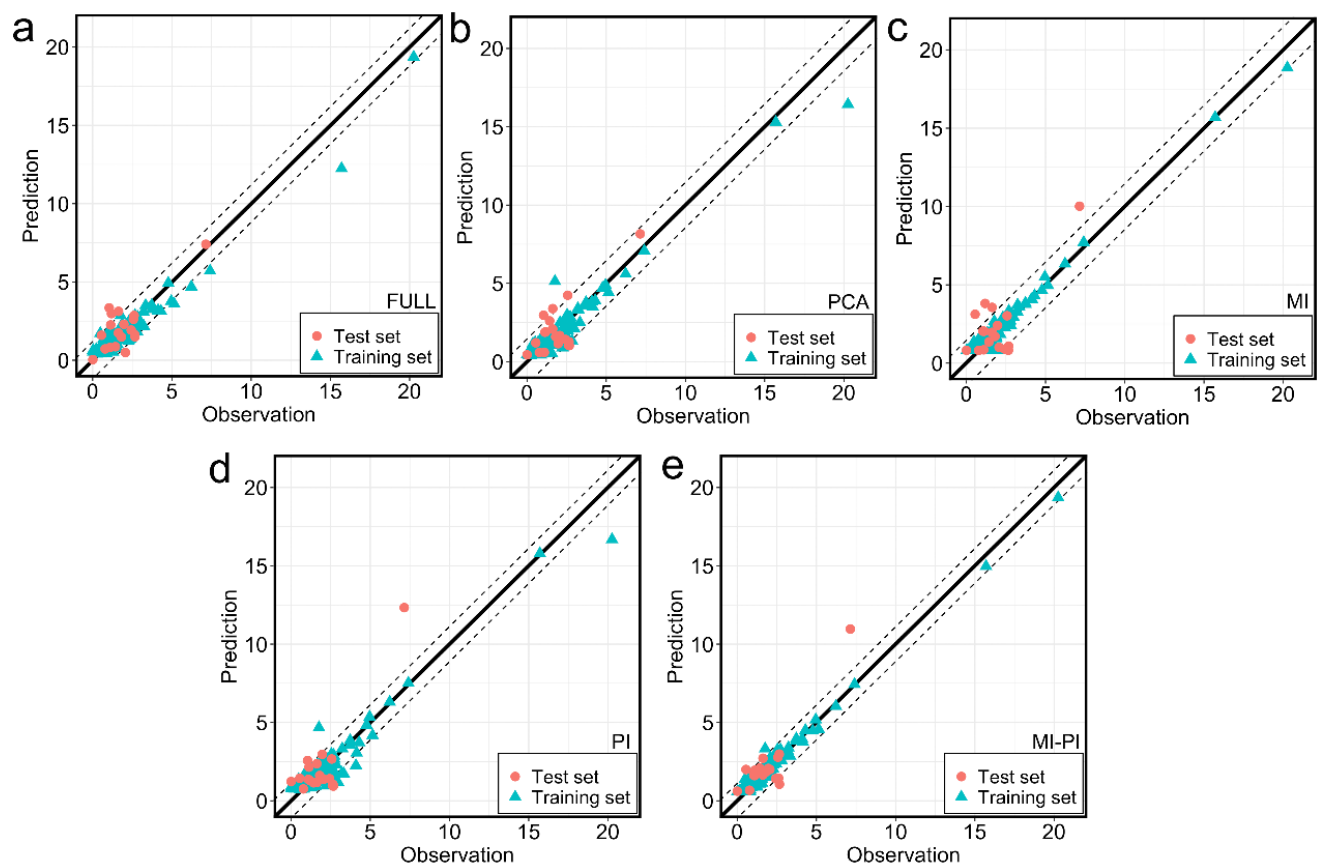 a
20
15
10
5
0
Prediction
FULL
Test set
Training set
0 5 10 15 20
Observation
b
20
15
10
5
0
Prediction
PCA
Test set
Training set
0 5 10 15 20
Observation
c
20
15
10
5
0
Prediction
MI
Test set
Training set
0 5 10 15 20
Observation
d
20
15
10
5
0
Prediction
PI
Test set
Training set
0 5 10 15 20
Observation
e
20
15
10
5
0
Prediction
MI-PI
Test set
Training set
0 5 10 15 20
Observation